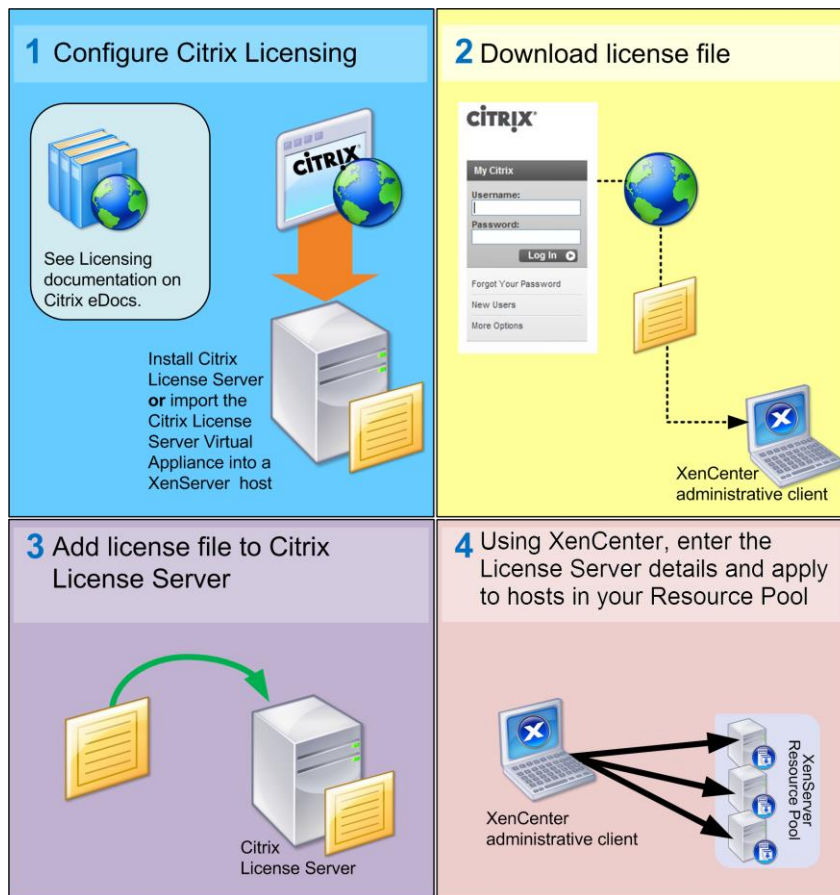 1 Configure Citrix Licensing
CİTRIX
See Licensing
documentation on
Citrix eDocs.
Install Citrix
License Server
or import the
Citrix License
Server Virtual
Appliance into a
XenServer host
2 Download license file
CİTRIX®
My Citrix
Username:
Password:
Log In
Forgot Your Password
New Users
More Options
X
XenCenter
administrative client
3 Add license file to Citrix
License Server
Citrix
License Server
4 Using XenCenter, enter the
License Server details and apply
to hosts in your Resource Pool
X
XenCenter
administrative client
XenServer
Resource Pool